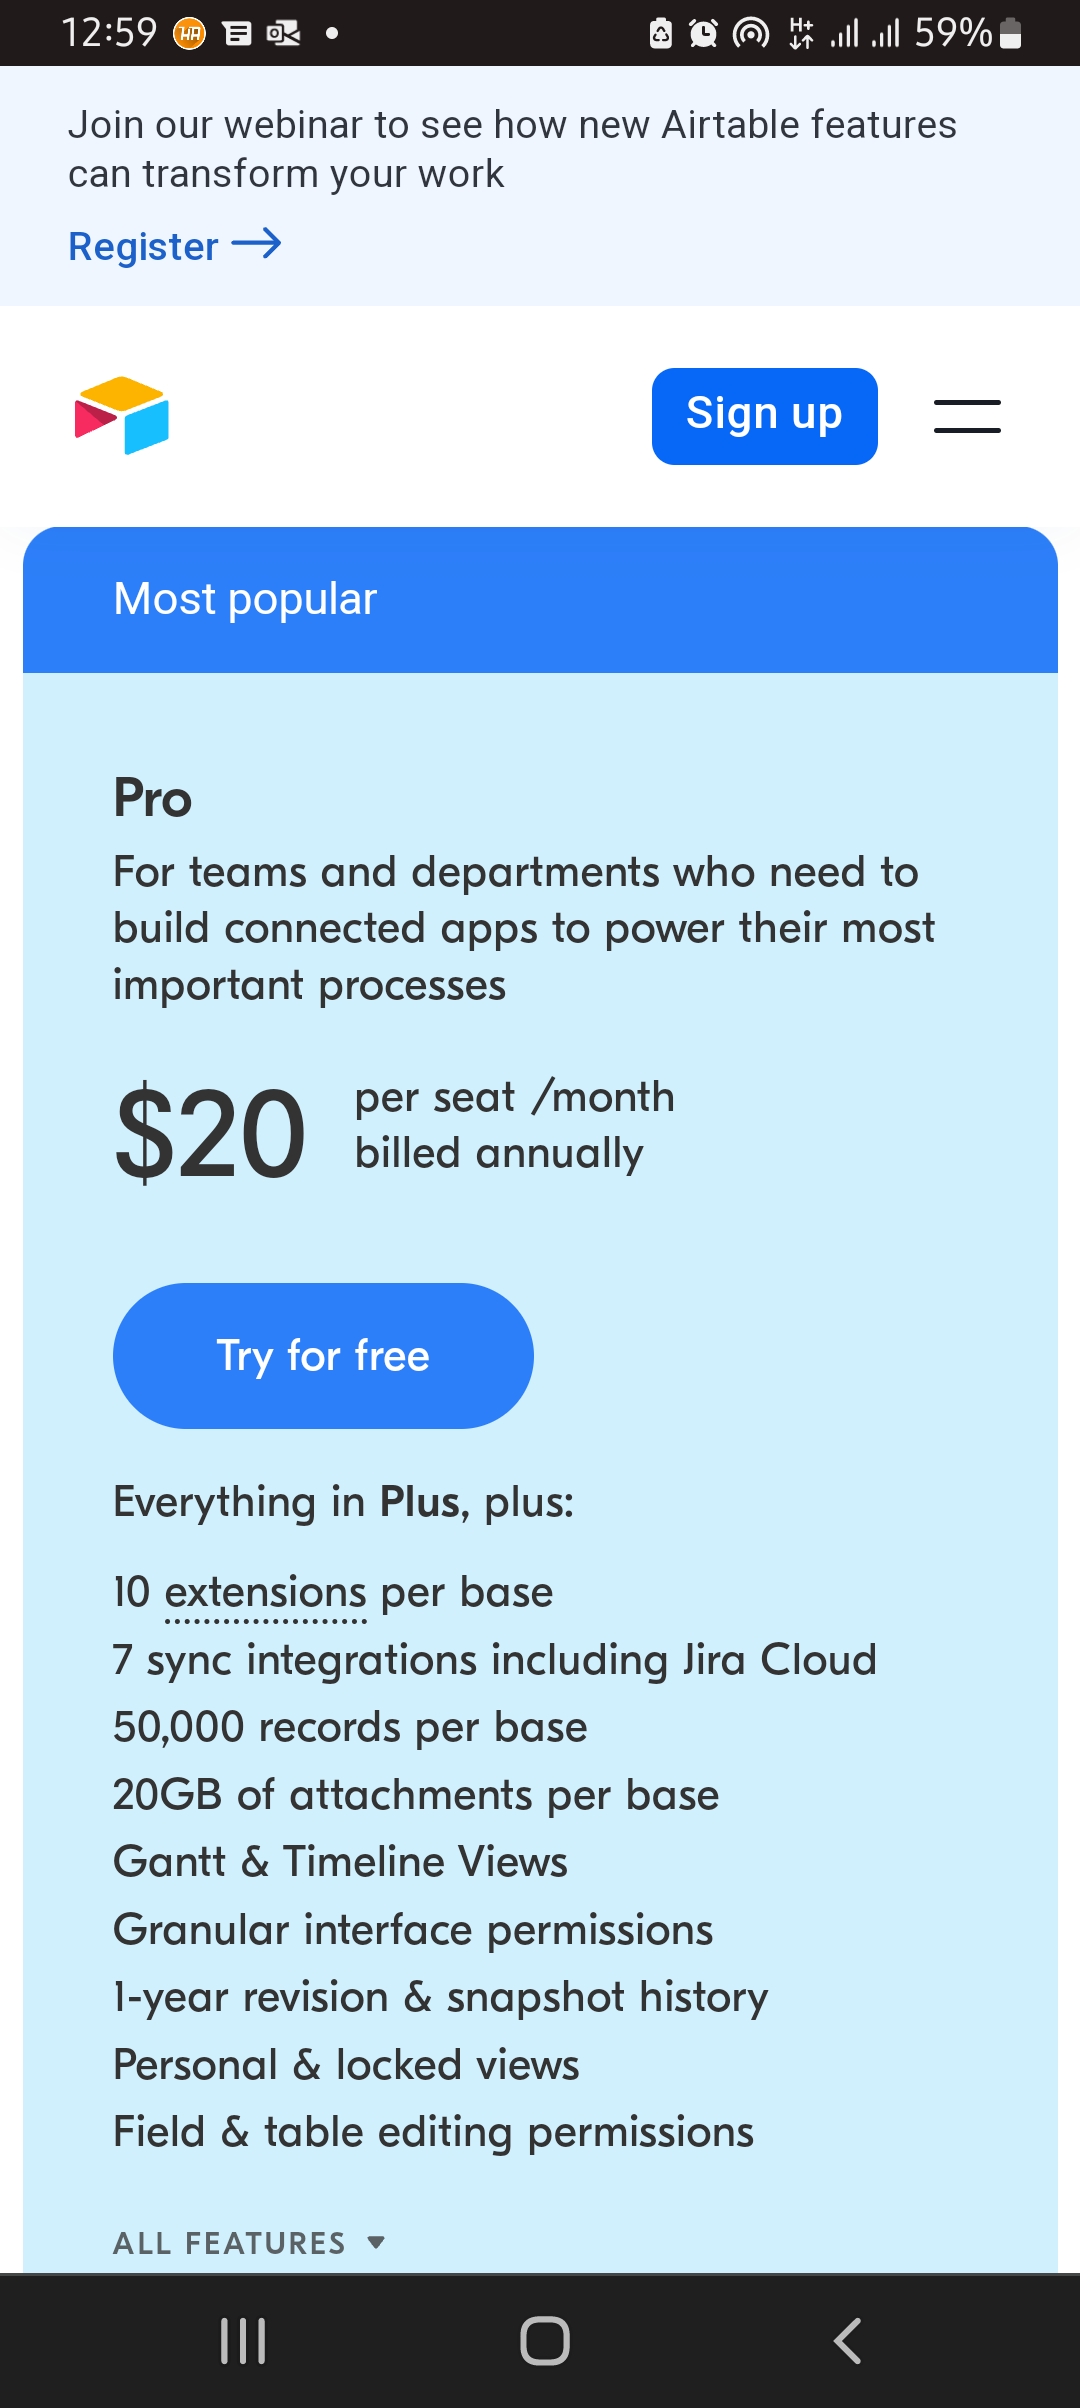 12:59
H+
59%
Join our webinar to see how new Airtable features
can transform your work
Register
Sign up
Most popular
Pro
For teams and departments who need to
build connected apps to power their most
important processes
$20
per seat /month
billed annually
Try for free
Everything in Plus, plus:
10 extensions per base
7 sync integrations including Jira Cloud
50,000 records per base
20GB of attachments per base
Gantt & Timeline Views
Granular interface permissions
1-year revision & snapshot history
Personal & locked views
Field & table editing permissions
ALL FEATURES